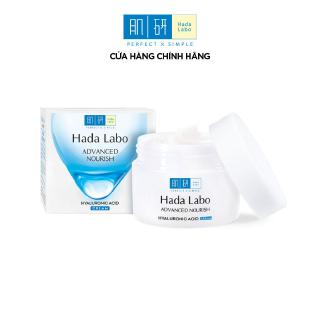 肌研
Hada
Labo
PERFECT X SIMPLE
CỬA HÀNG CHÍNH HÃNG
肌研
Hada Labo
ADVANCED
NOURISH
HYALURONIC ACID
CREAM
肌研
Hada Labo
ADVANCED NOURISH
HYALURONIC ACID CREAM